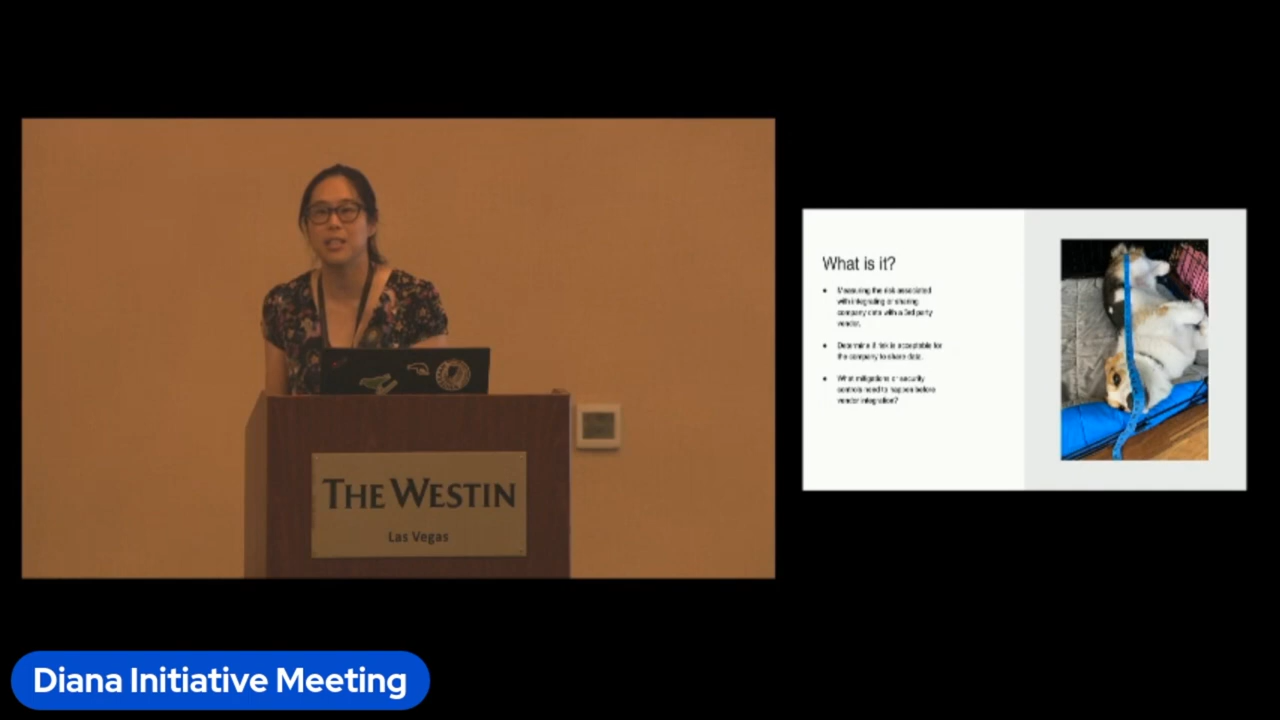 What is it?
Measuring the risk associated
with integrating or sharing
company data with a 3rd party
vendor.
Determine if risk is acceptable for
the company to share data.
What mitigations or security
controls need to happen before
vendor integration?
THE WESTIN
Las Vegas
Diana Initiative Meeting